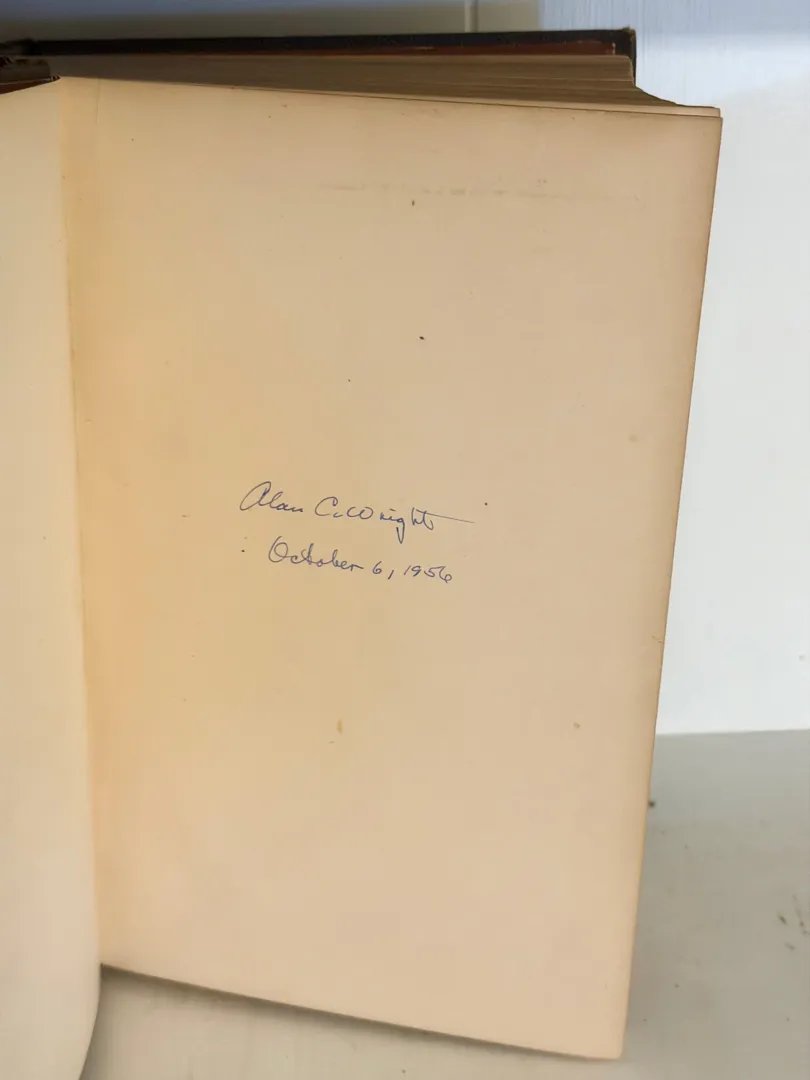 Alan C. Wright
October 6, 1956